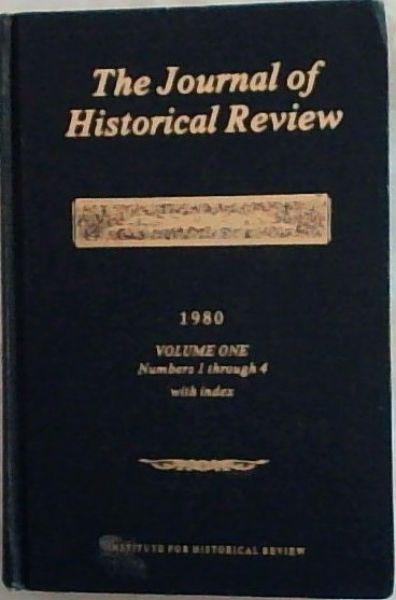 The Journal of
Historical Review
1980
VOLUME ONE
Numbers 1 through 4
with index
INSTITUTE FOR HISTORICAL REVIEW